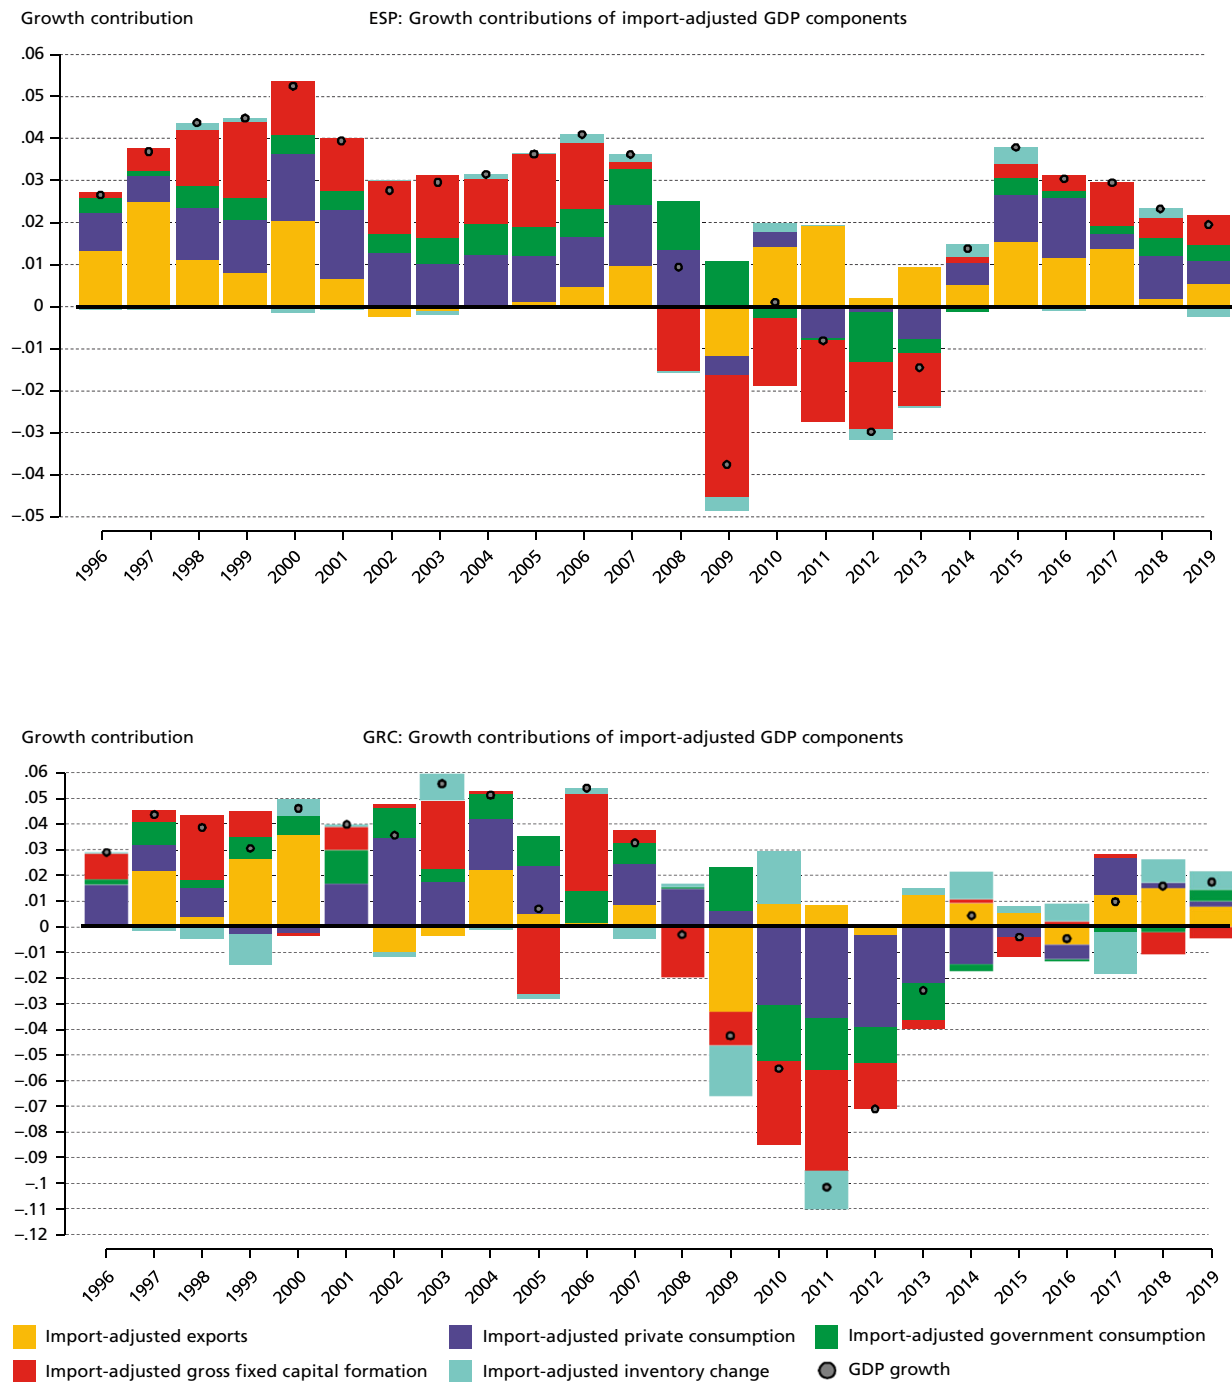 Growth contribution
ESP: Growth contributions of import-adjusted GDP components
.06
.05
.04
.03
.02
.01
0
–.01
–.02
–.03
–.04
–.05
1996 1997 1998 1999 2000 2001 2002 2003 2004 2005 2006 2007 2008 2009 2010 2011 2012 2013 2014 2015 2016 2017 2018 2019
Growth contribution
GRC: Growth contributions of import-adjusted GDP components
.06
.05
.04
.03
.02
.01
0
–.01
–.02
–.03
–.04
–.05
–.06
–.07
–.08
–.09
–.1
–.11
–.12
1996 1997 1998 1999 2000 2001 2002 2003 2004 2005 2006 2007 2008 2009 2010 2011 2012 2013 2014 2015 2016 2017 2018 2019
Import-adjusted exports
Import-adjusted private consumption
Import-adjusted government consumption
Import-adjusted gross fixed capital formation
Import-adjusted inventory change
GDP growth